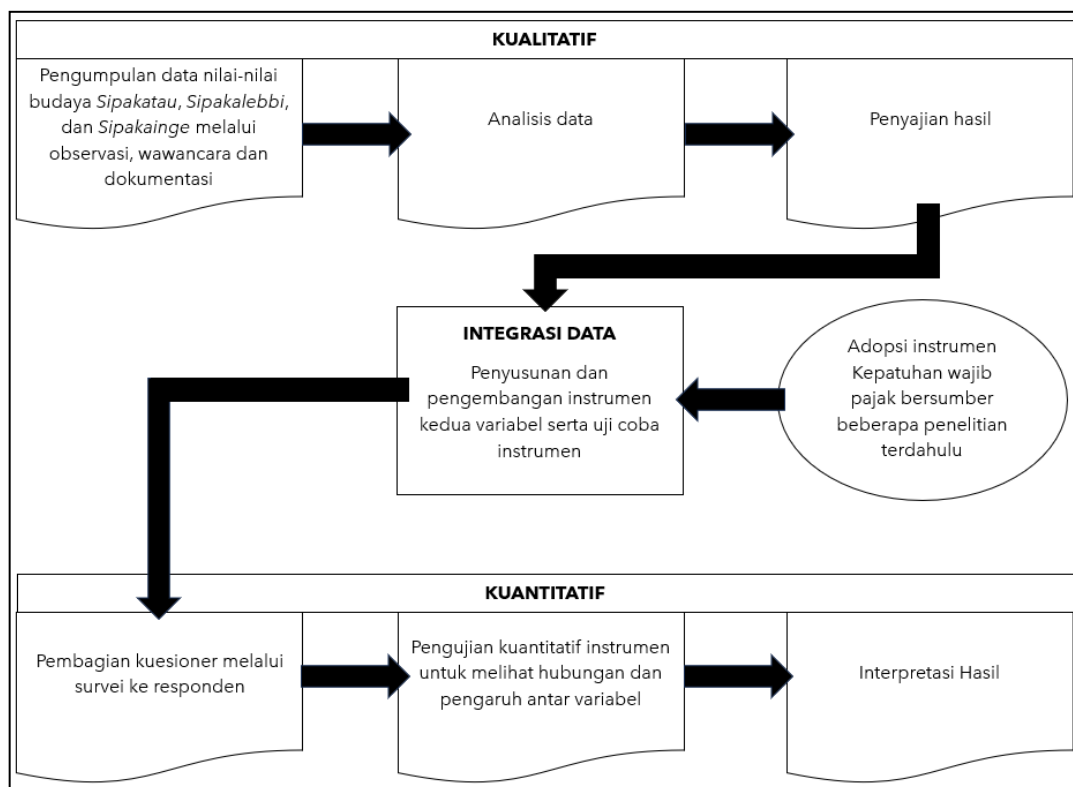 KUALITATIF
Pengumpulan data nilai-nilai
budaya Sipakatau, Sipakalebbi,
dan Sipakainge melalui
observasi, wawancara dan
dokumentasi
Analisis data
Penyajian hasil
INTEGRASI DATA
Penyusunan dan
pengembangan instrumen
kedua variabel serta uji coba
instrumen
Adopsi instrumen
Kepatuhan wajib
pajak bersumber
beberapa penelitian
terdahulu
KUANTITATIF
Pembagian kuesioner melalui
survei ke responden
Pengujian kuantitatif instrumen
untuk melihat hubungan dan
pengaruh antar variabel
Interpretasi Hasil